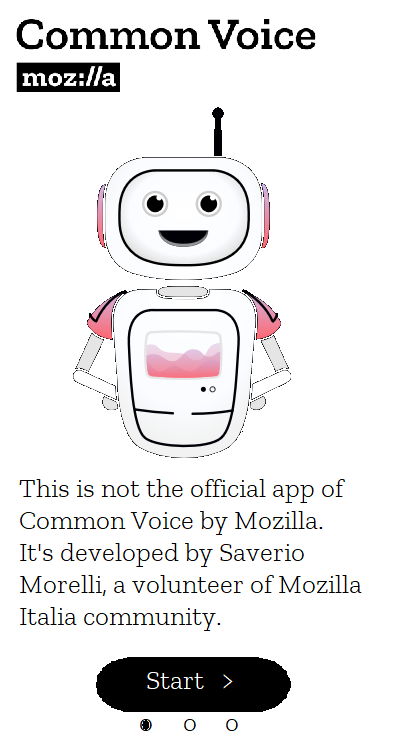 Common Voice
moz://a
This is not the official app of
Common Voice by Mozilla.
It's developed by Saverio
Morelli, a volunteer of Mozilla
Italia community.
Start >